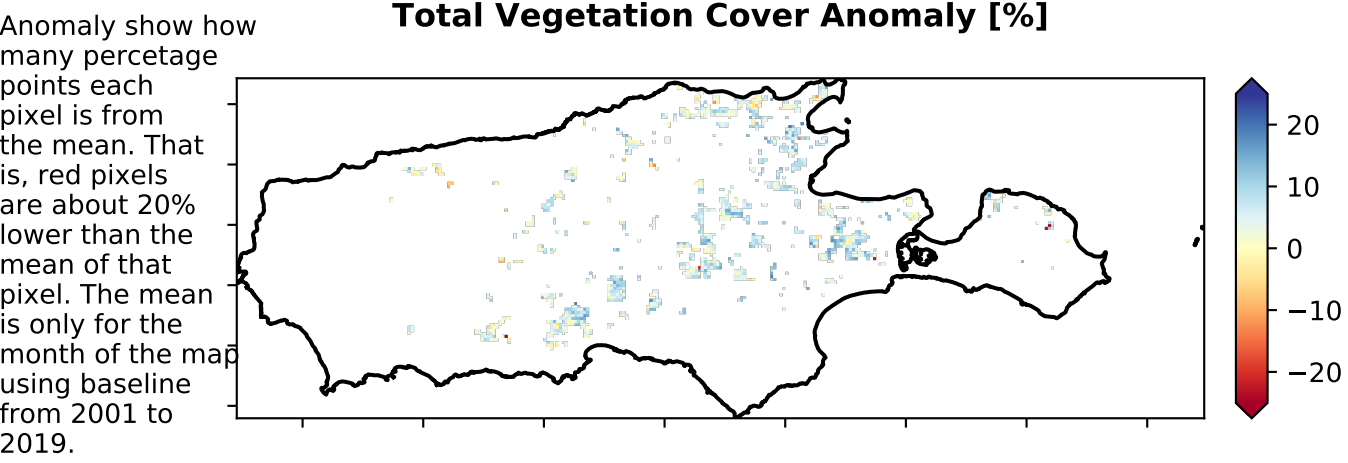 Total Vegetation Cover Anomaly [%]
Anomaly show how
many percetage
points each
pixel is from
the mean. That
is, red pixels
are about 20%
lower than the
mean of that
pixel. The mean
is only for the
month of the map
using baseline
from 2001 to
2019.
20
10
0
−10
−20